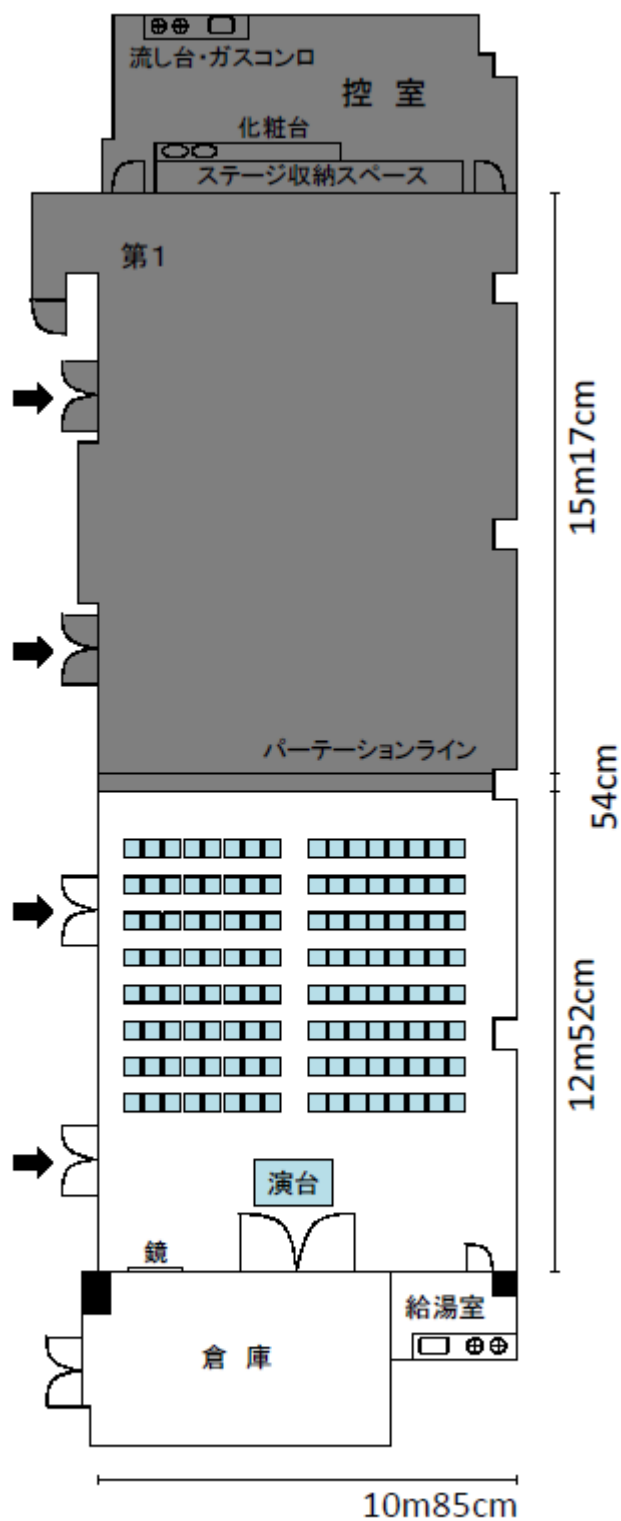 流し台・ガスコンロ
控 室
化粧台
ステージ収納スペース
第1
15m17cm
パーテーションライン
54cm
12m52cm
演台
鏡
給湯室
倉 庫
10m85cm